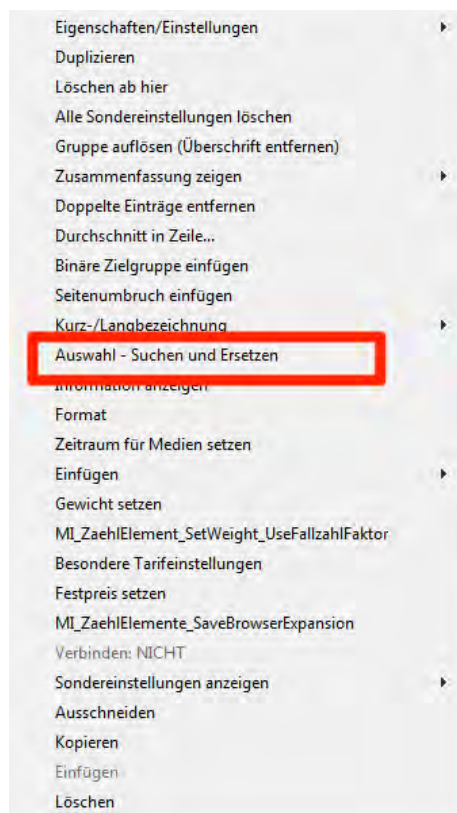 Eigenschaften/Einstellungen
Duplizieren
Löschen ab hier
Alle Sondereinstellungen löschen
Gruppe auflösen (Überschrift entfernen)
Zusammenfassung zeigen
Doppelte Einträge entfernen
Durchschnitt in Zeile...
Binäre Zielgruppe einfügen
Seitenumbruch einfügen
Kurz-/Langbezeichnung
Auswahl - Suchen und Ersetzen
Information anzeigen
Format
Zeitraum für Medien setzen
Einfügen
Gewicht setzen
MI_ZaehlElement_SetWeight_UseFallzahlFaktor
Besondere Tarifeinstellungen
Festpreis setzen
MI_ZaehlElemente_SaveBrowserExpansion
Verbinden: NICHT
Sondereinstellungen anzeigen
Ausschneiden
Kopieren
Einfügen
Löschen